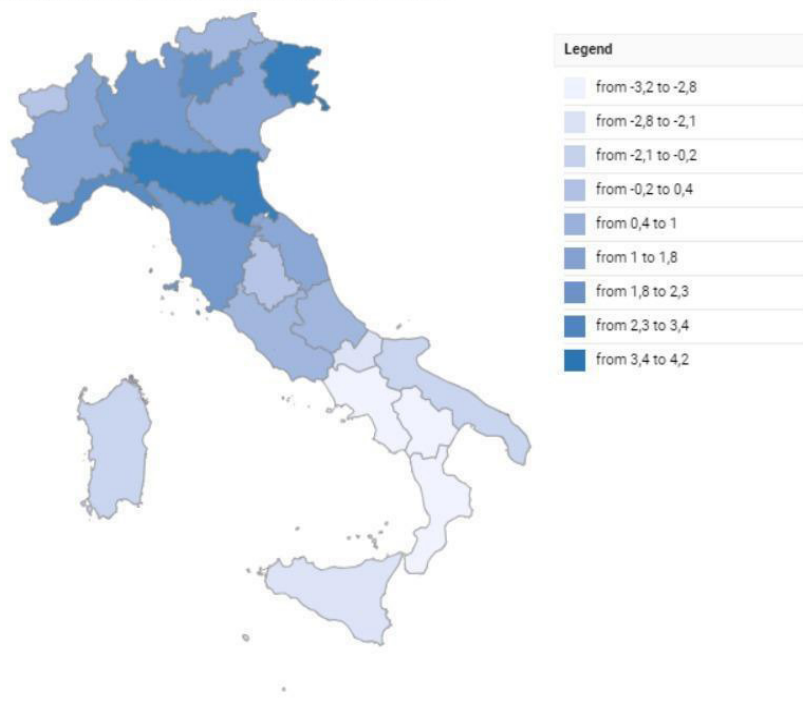 Legend
from -3,2 to -2,8
from -2,8 to -2,1
from -2,1 to -0,2
from -0,2 to 0,4
from 0,4 to 1
from 1 to 1,8
from 1,8 to 2,3
from 2,3 to 3,4
from 3,4 to 4,2